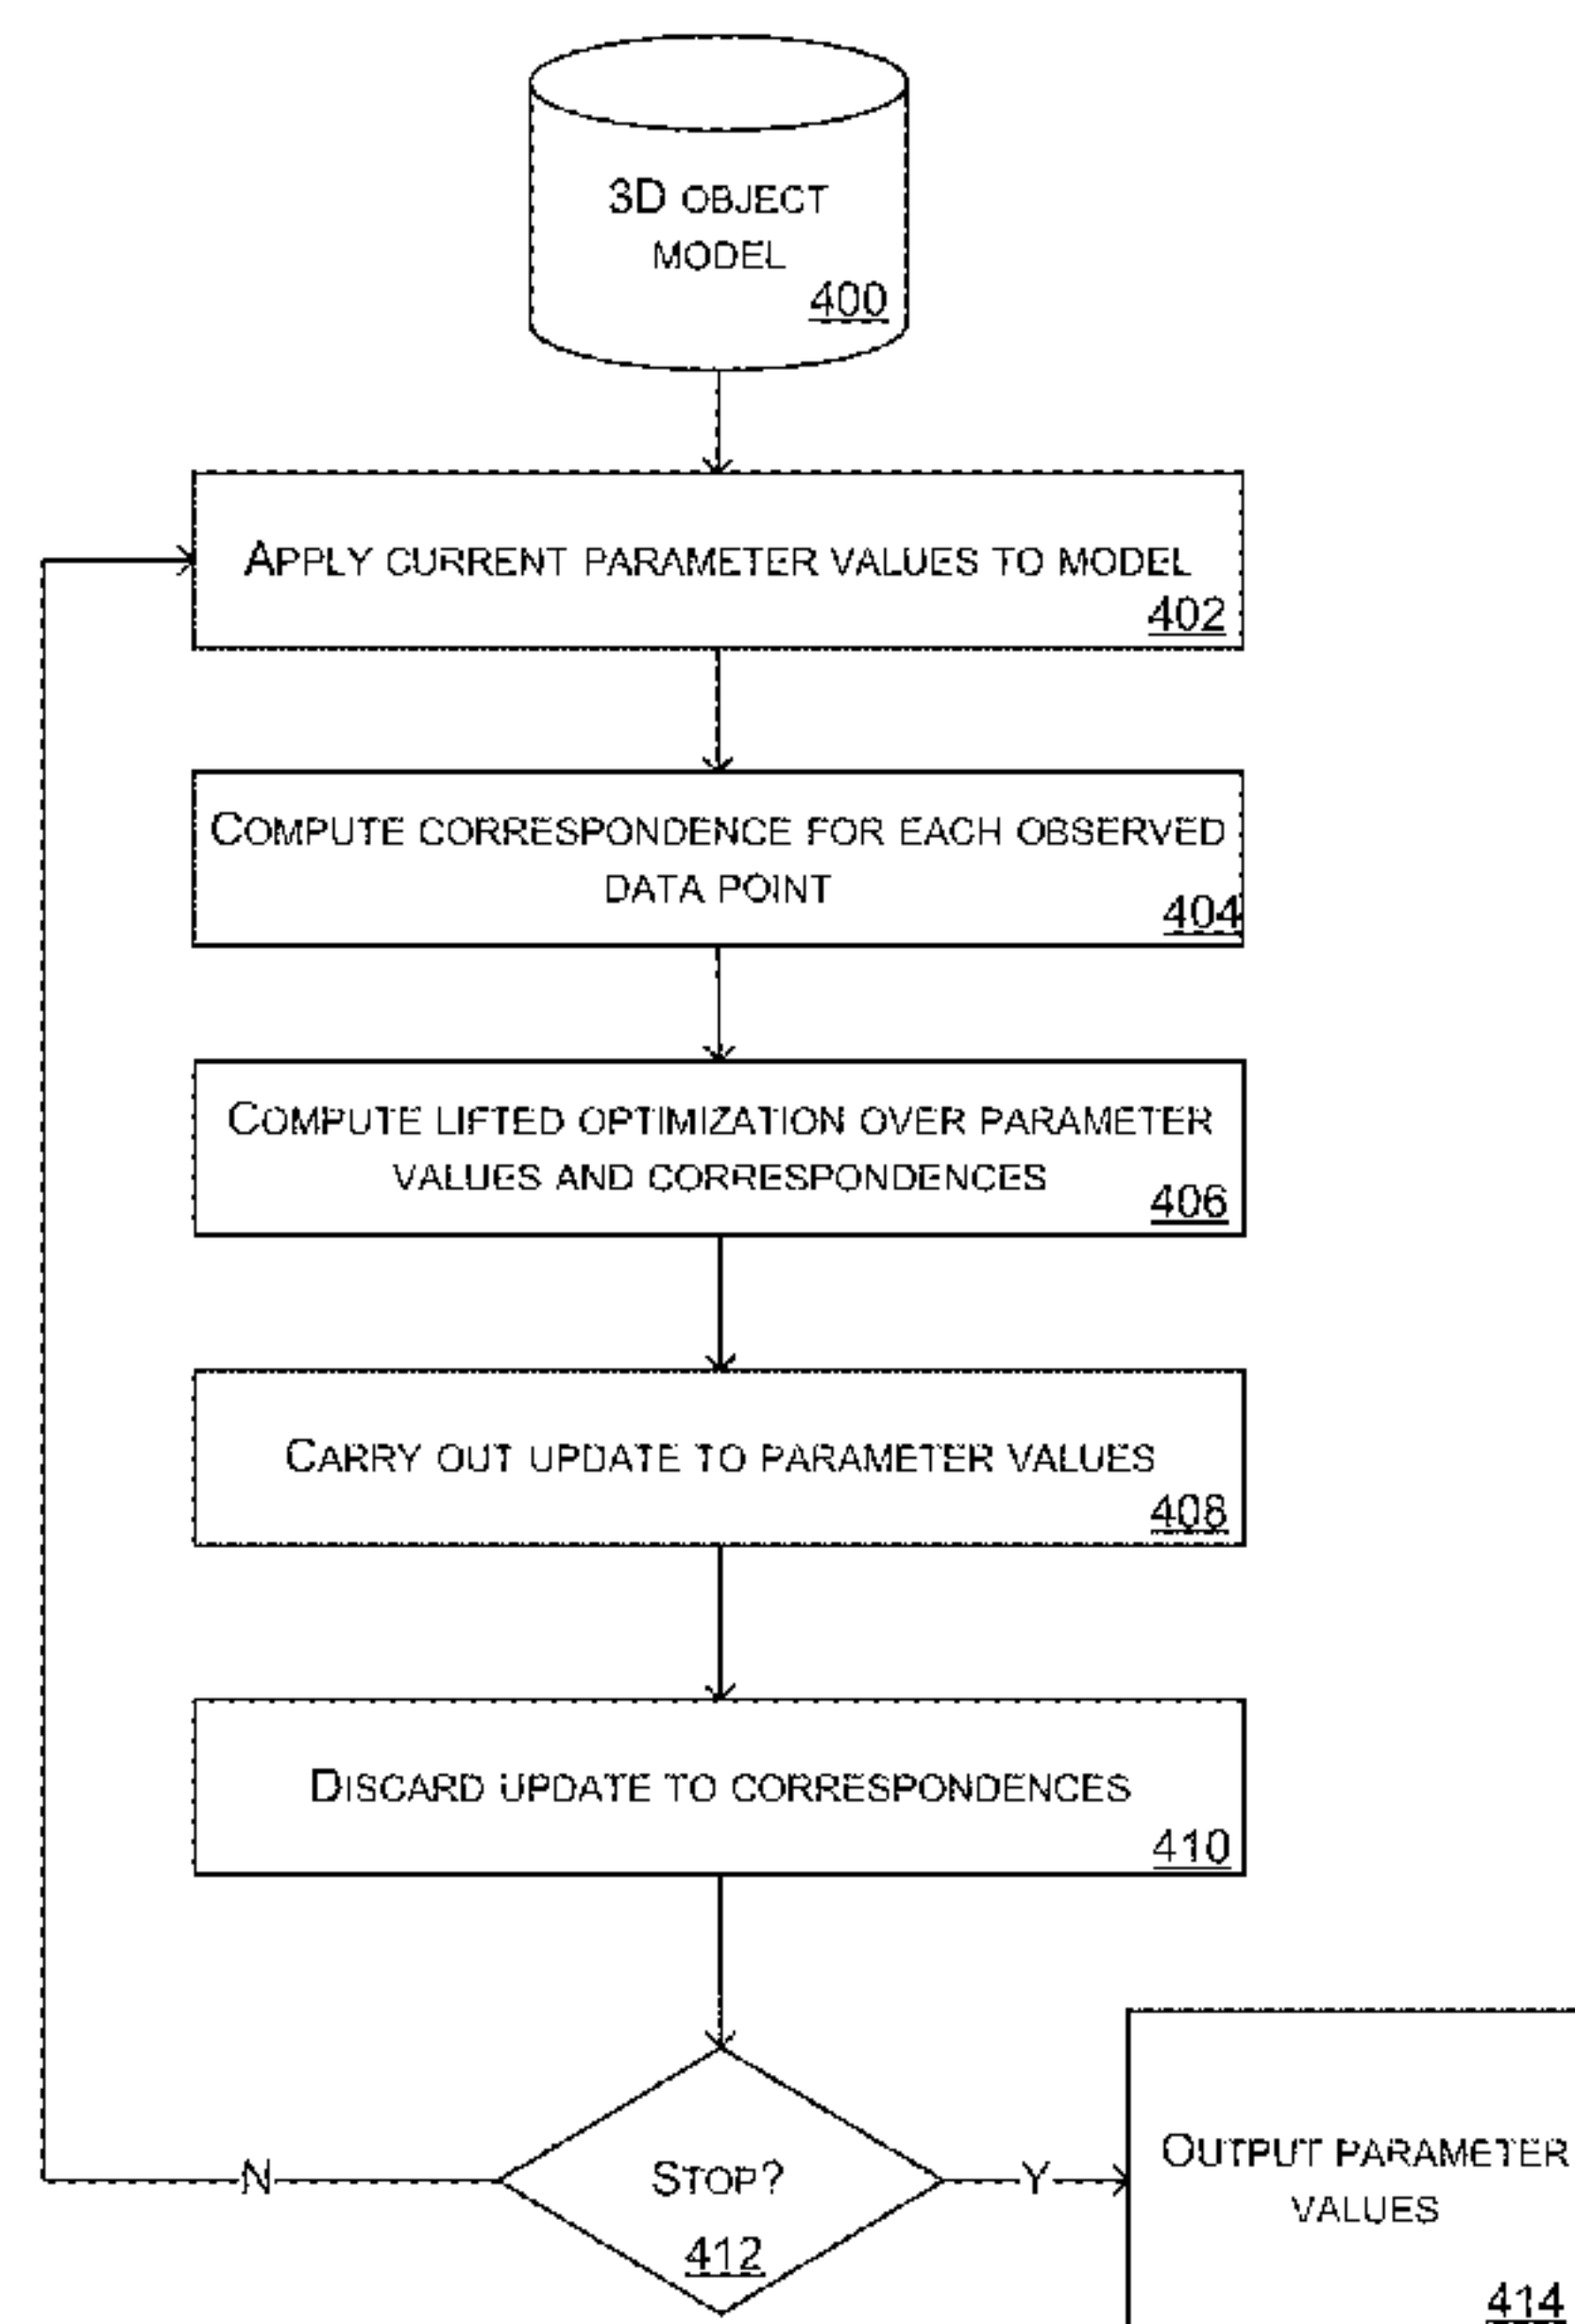 3D OBJECT
MODEL
400
APPLY CURRENT PARAMETER VALUES TO MODEL
402
COMPUTE CORRESPONDENCE FOR EACH OBSERVED
DATA POINT
404
COMPUTE LIFTED OPTIMIZATION OVER PARAMETER
VALUES AND CORRESPONDENCES
406
CARRY OUT UPDATE TO PARAMETER VALUES
408
DISCARD UPDATE TO CORRESPONDENCES
410
N
STOP?
412
Y
OUTPUT PARAMETER
VALUES
414